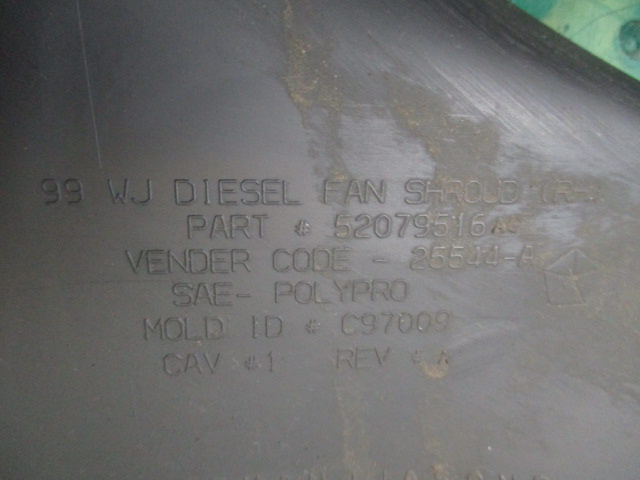 99 WJ DIESEL FAN SHROUD
PART # 52079516
VENDER CODE - 25544-A
SAE- POLYPRO
MOLD ID # C97009
CAV #1 REV #